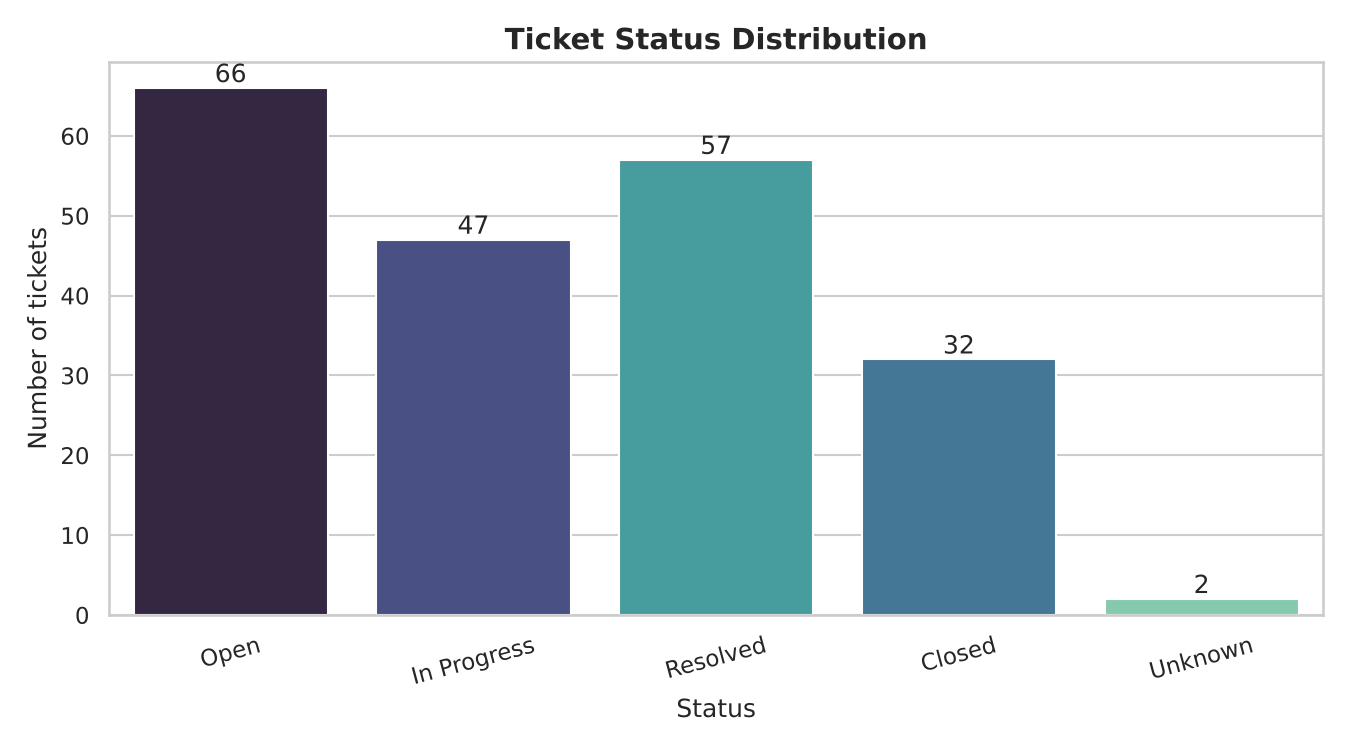 Ticket Status Distribution
66
47
57
32
2
60
50
40
30
20
10
0
Number of tickets
Open
In Progress
Resolved
Closed
Unknown
Status